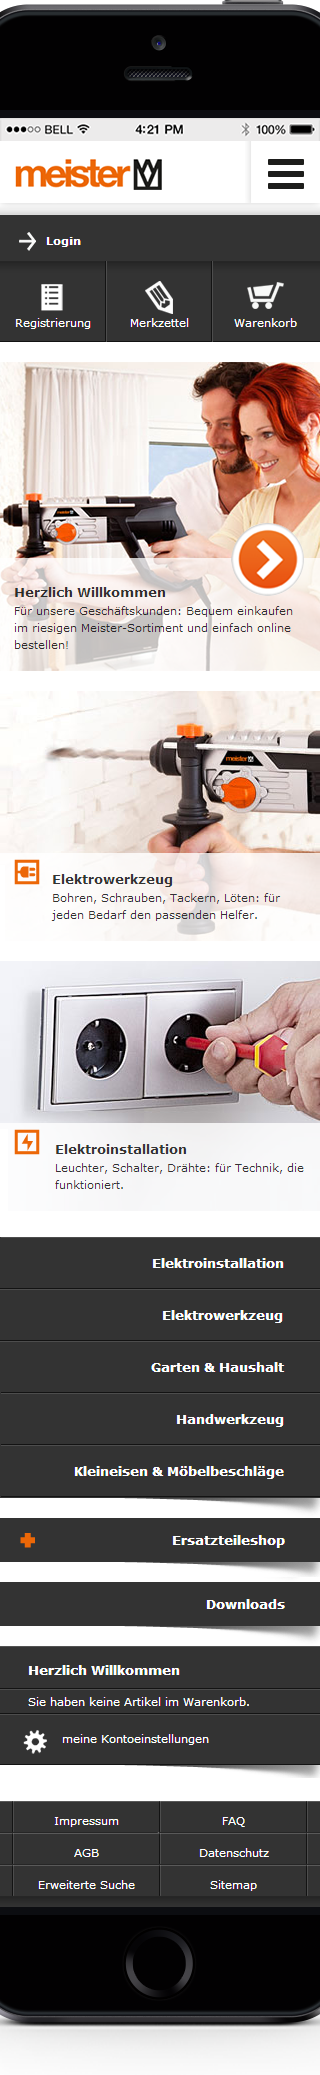 BELL 4:21 PM 100%
meister
Login
Registrierung Merkzettel Warenkorb
meister
Herzlich Willkommen
Für unsere Geschäftskunden: Bequem einkaufen
im riesigen Meister-Sortiment und einfach online
bestellen!
meister
Elektrowerkzeug
Bohren, Schrauben, Tackern, Löten: für
jeden Bedarf den passenden Helfer.
Elektroinstallation
Leuchter, Schalter, Drähte: für Technik, die
funktioniert.
Elektroinstallation
Elektrowerkzeug
Garten & Haushalt
Handwerkzeug
Kleineisen & Möbelbeschläge
Ersatzteileshop
Downloads
Herzlich Willkommen
Sie haben keine Artikel im Warenkorb.
meine Kontoeinstellungen
Impressum FAQ
AGB Datenschutz
Erweiterte Suche Sitemap